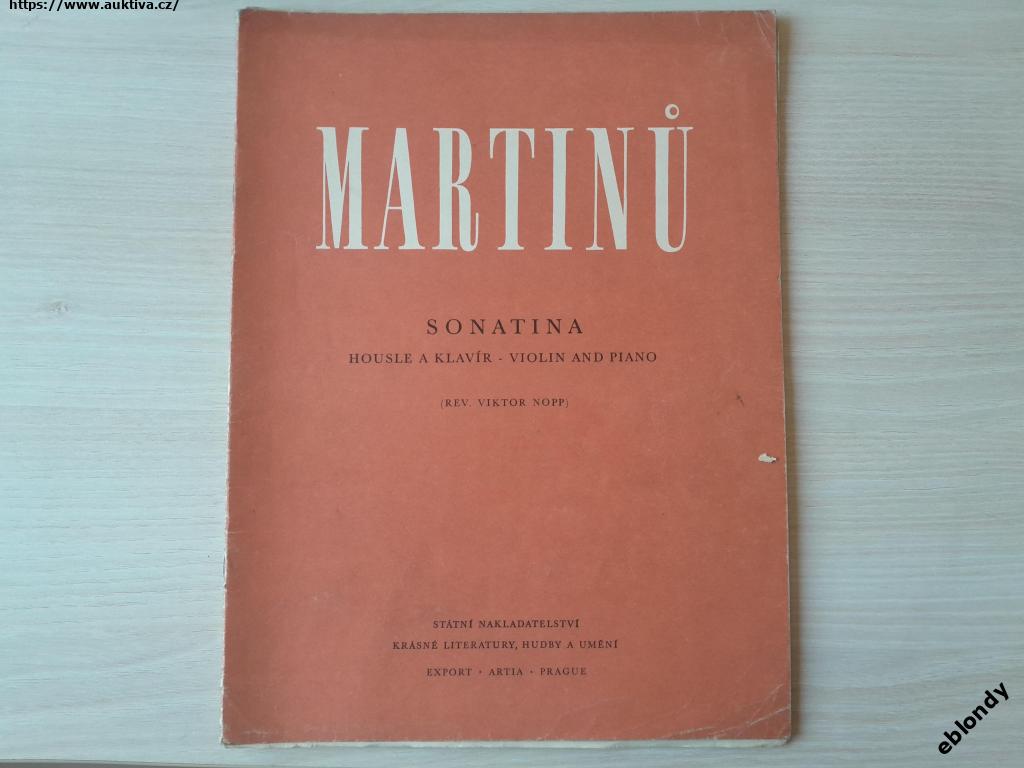 https://www.auktiva.cz/
MARTINŮ
SONATINA
HOUSLE A KLAVÍR - VIOLIN AND PIANO
(REV. VIKTOR NOPP)
STÁTNÍ NAKLADATELSTVÍ
KRÁSNÉ LITERATURY, HUDBY A UMĚNÍ
EXPORT • ARTIA • PRAGUE
eblondy